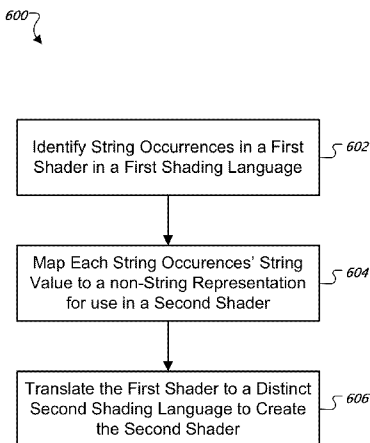 600
Identify String Occurrences in a First
Shader in a First Shading Language
602
Map Each String Occurences' String
Value to a non-String Representation
for use in a Second Shader
604
Translate the First Shader to a Distinct
Second Shading Language to Create
the Second Shader
606